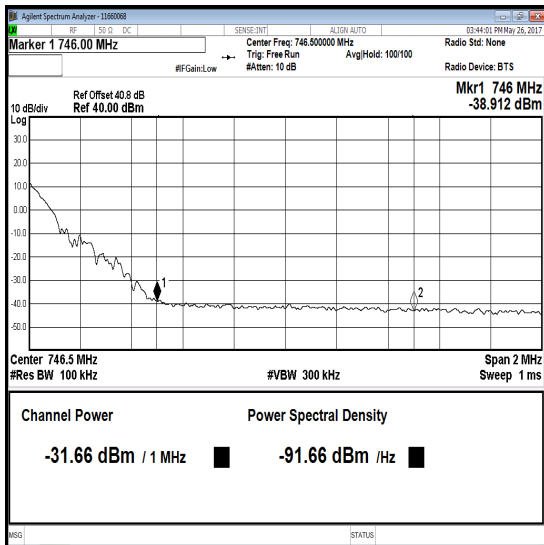 Agilent Spectrum Analyzer - 11660068
LXI
RF 50 Ω DC SENSE:INT ALIGN AUTO 03:44:01 PM May 26, 2017
Marker 1 746.00 MHz
Center Freq: 746.500000 MHz
Radio Std: None
Trig: Free Run Avg|Hold: 100/100
#IFGain:Low #Atten: 10 dB Radio Device: BTS
Mkr1 746 MHz
-38.912 dBm
Ref Offset 40.8 dB
10 dB/div Ref 40.00 dBm
Log
30.0
20.0
10.0
0.00
-10.0
-20.0
-30.0
-40.0
-50.0
1
2
Center 746.5 MHz Span 2 MHz
#Res BW 100 kHz #VBW 300 kHz Sweep 1 ms
Channel Power Power Spectral Density
-31.66 dBm / 1 MHz -91.66 dBm /Hz
MSG STATUS